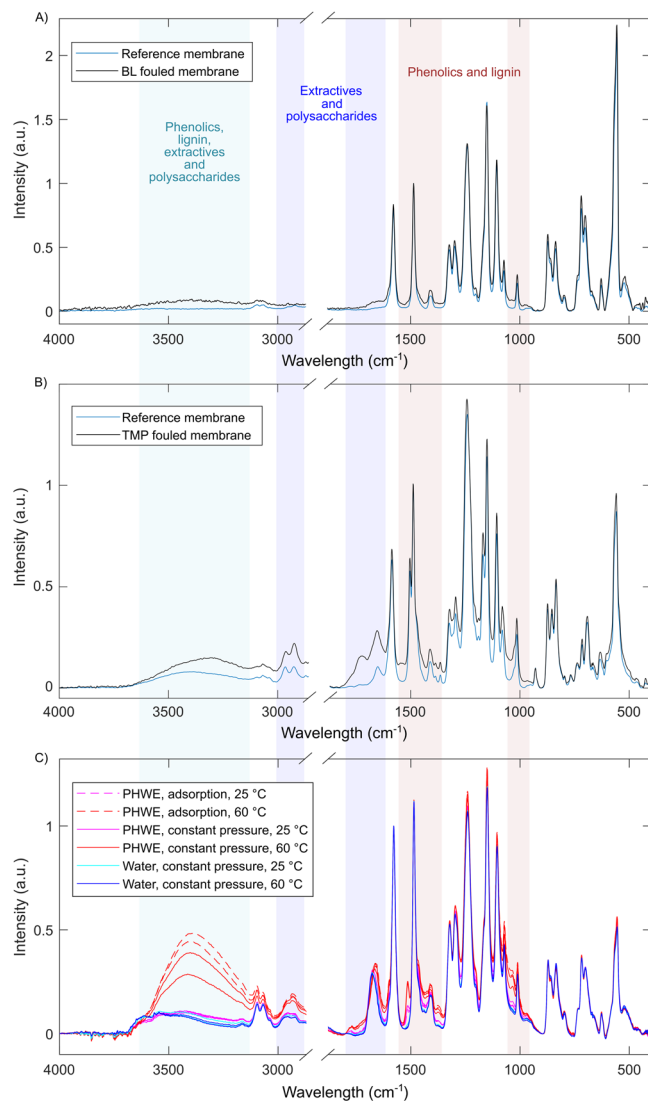 A)
Reference membrane
BL fouled membrane
Phenolics,
lignin,
extractives
and
polysaccharides
Extractives
and
polysaccharides
Phenolics and lignin
2
1.5
1
0.5
0
Intensity (a.u.)
4000 3500 3000 1500 1000 500
Wavelength (cm-1)
B)
Reference membrane
TMP fouled membrane
1
0.5
0
Intensity (a.u.)
4000 3500 3000 1500 1000 500
Wavelength (cm-1)
C)
PHWE, adsorption, 25 °C
PHWE, adsorption, 60 °C
PHWE, constant pressure, 25 °C
PHWE, constant pressure, 60 °C
Water, constant pressure, 25 °C
Water, constant pressure, 60 °C
1
0.5
0
Intensity (a.u.)
4000 3500 3000 1500 1000 500
Wavelength (cm-1)